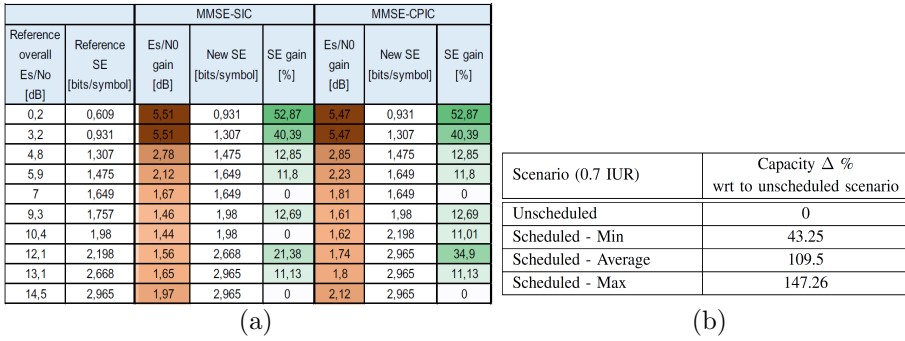 MMSE-SIC MMSE-CPIC
Reference overall Es/No [dB] Reference SE [bits/symbol] Es/N0 gain [dB] New SE [bits/symbol] SE gain [%] Es/N0 gain [dB] New SE [bits/symbol] SE gain [%]
0,2 0,609 5,51 0,931 52,87 5,47 0,931 52,87
3,2 0,931 5,51 1,307 40,39 5,47 1,307 40,39
4,8 1,307 2,78 1,475 12,85 2,85 1,475 12,85
5,9 1,475 2,12 1,649 11,8 2,23 1,649 11,8
7 1,649 1,67 1,649 0 1,81 1,649 0
9,3 1,757 1,46 1,98 12,69 1,61 1,98 12,69
10,4 1,98 1,44 1,98 0 1,62 2,198 11,01
12,1 2,198 1,56 2,668 21,38 1,74 2,965 34,9
13,1 2,668 1,65 2,965 11,13 1,8 2,965 11,13
14,5 2,965 1,97 2,965 0 2,12 2,965 0
(a)
Scenario (0.7 IUR) Capacity Δ % wrt to unscheduled scenario
Unscheduled 0
Scheduled - Min 43.25
Scheduled - Average 109.5
Scheduled - Max 147.26
(b)